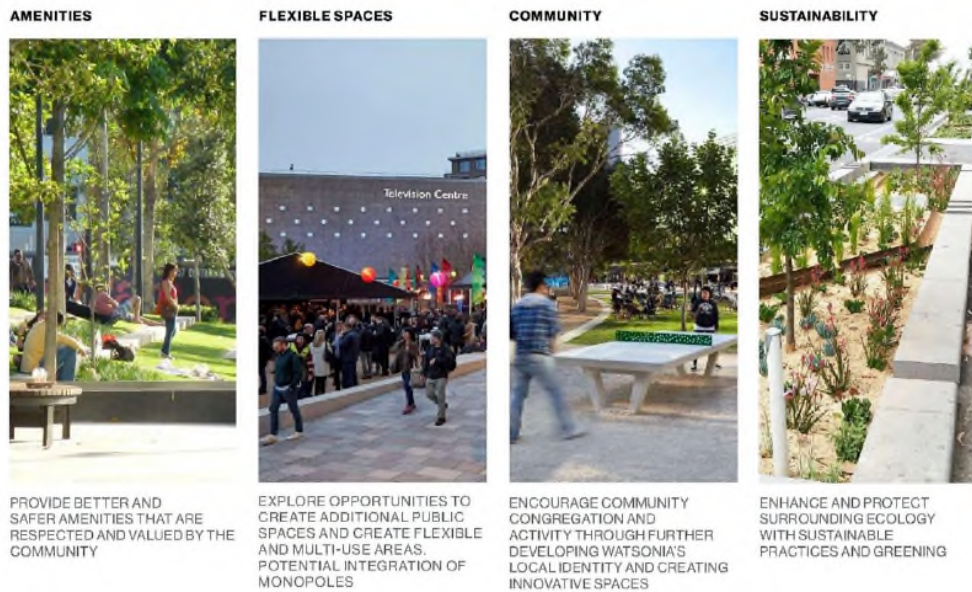 AMENITIES
PROVIDE BETTER AND
SAFER AMENITIES THAT ARE
RESPECTED AND VALUED BY THE
COMMUNITY
FLEXIBLE SPACES
Television Centre
EXPLORE OPPORTUNITIES TO
CREATE ADDITIONAL PUBLIC
SPACES AND CREATE FLEXIBLE
AND MULTI-USE AREAS.
POTENTIAL INTEGRATION OF
MONOPOLES
COMMUNITY
ENCOURAGE COMMUNITY
CONGREGATION AND
ACTIVITY THROUGH FURTHER
DEVELOPING WATSONIA'S
LOCAL IDENTITY AND CREATING
INNOVATIVE SPACES
SUSTAINABILITY
ENHANCE AND PROTECT
SURROUNDING ECOLOGY
WITH SUSTAINABLE
PRACTICES AND GREENING